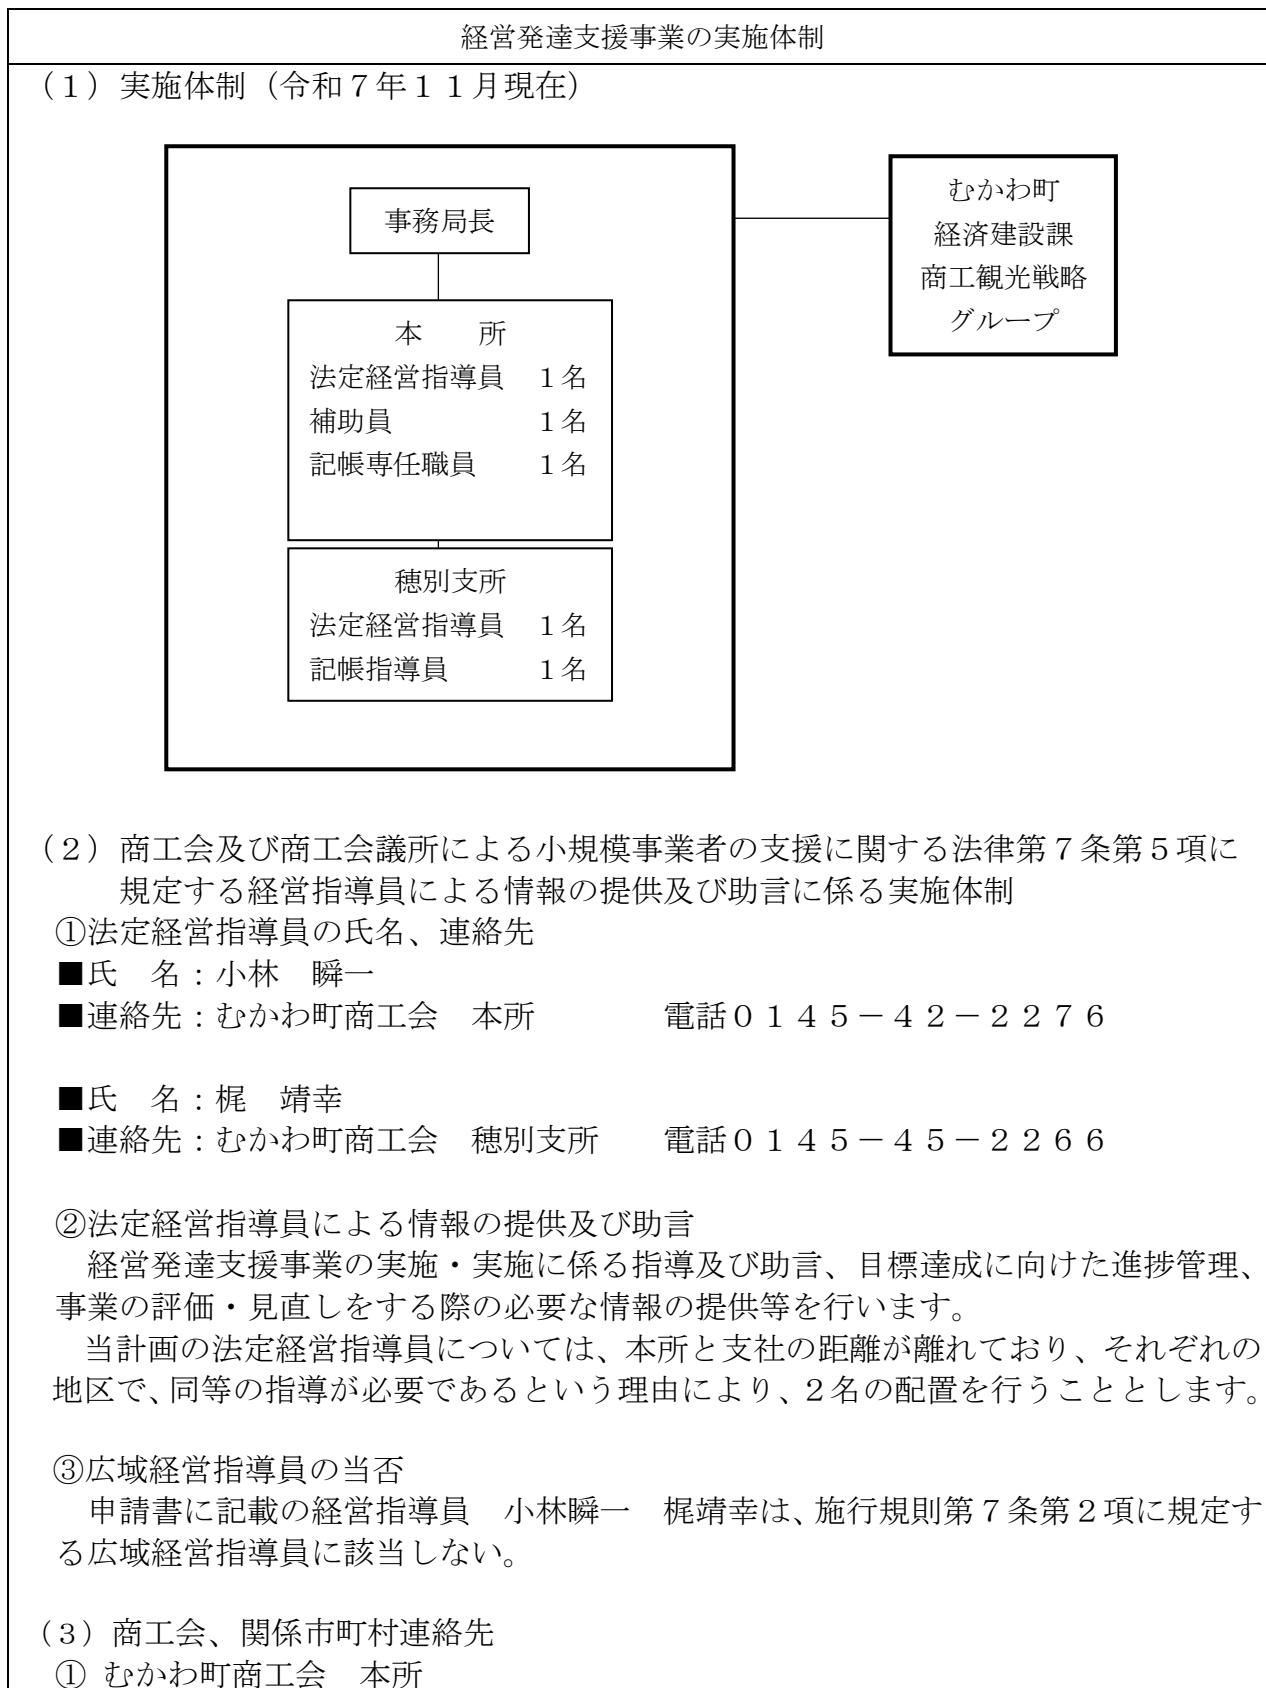 経営発達支援事業の実施体制
（１）実施体制（令和７年１１月現在）
事務局長
本　　所
法定経営指導員　１名
補助員　　　　　１名
記帳専任職員　　１名
穂別支所
法定経営指導員　１名
記帳指導員　　　１名
むかわ町
経済建設課
商工観光戦略
グループ
（２）商工会及び商工会議所による小規模事業者の支援に関する法律第７条第５項に
規定する経営指導員による情報の提供及び助言に係る実施体制
①法定経営指導員の氏名、連絡先
■氏　名：小林　瞬一
■連絡先：むかわ町商工会　本所　　　　電話０１４５－４２－２２７６
■氏　名：梶　靖幸
■連絡先：むかわ町商工会　穂別支所　　電話０１４５－４５－２２６６
②法定経営指導員による情報の提供及び助言
経営発達支援事業の実施・実施に係る指導及び助言、目標達成に向けた進捗管理、
事業の評価・見直しをする際の必要な情報の提供等を行います。
当計画の法定経営指導員については、本所と支社の距離が離れており、それぞれの
地区で、同等の指導が必要であるという理由により、２名の配置を行うこととします。
③広域経営指導員の当否
申請書に記載の経営指導員　小林瞬一　梶靖幸は、施行規則第７条第２項に規定す
る広域経営指導員に該当しない。
（３）商工会、関係市町村連絡先
① むかわ町商工会　本所